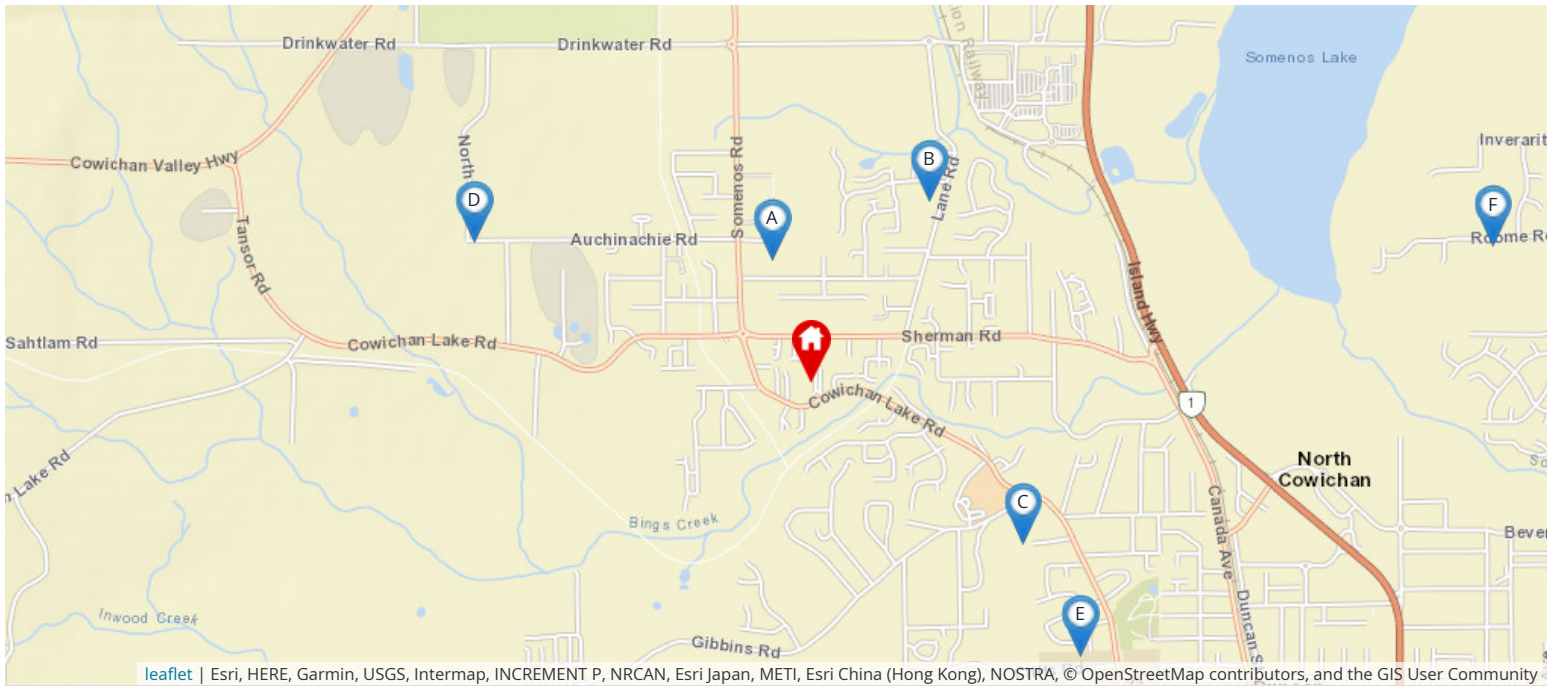 Drinkwater Rd
Drinkwater Rd
ion Railway
Somenos Lake
Cowichan Valley Hwy
North
Somenos Rd
B
Lane Rd
Inverarit
D
A
F
Tansor Rd
Auchinachie Rd
Roome R
Island Hwy
Sahtlam Rd
Cowichan Lake Rd
Sherman Rd
Cowichan Lake Rd
1
n Lake Rd
North
Cowichan
So
C
Canada Ave
Bings Creek
Bever
Inwood Creek
E
Duncan S
Gibbins Rd
leaflet | Esri, HERE, Garmin, USGS, Intermap, INCREMENT P, NRCAN, Esri Japan, METI, Esri China (Hong Kong), NOSTRA, © OpenStreetMap contributors, and the GIS User Community